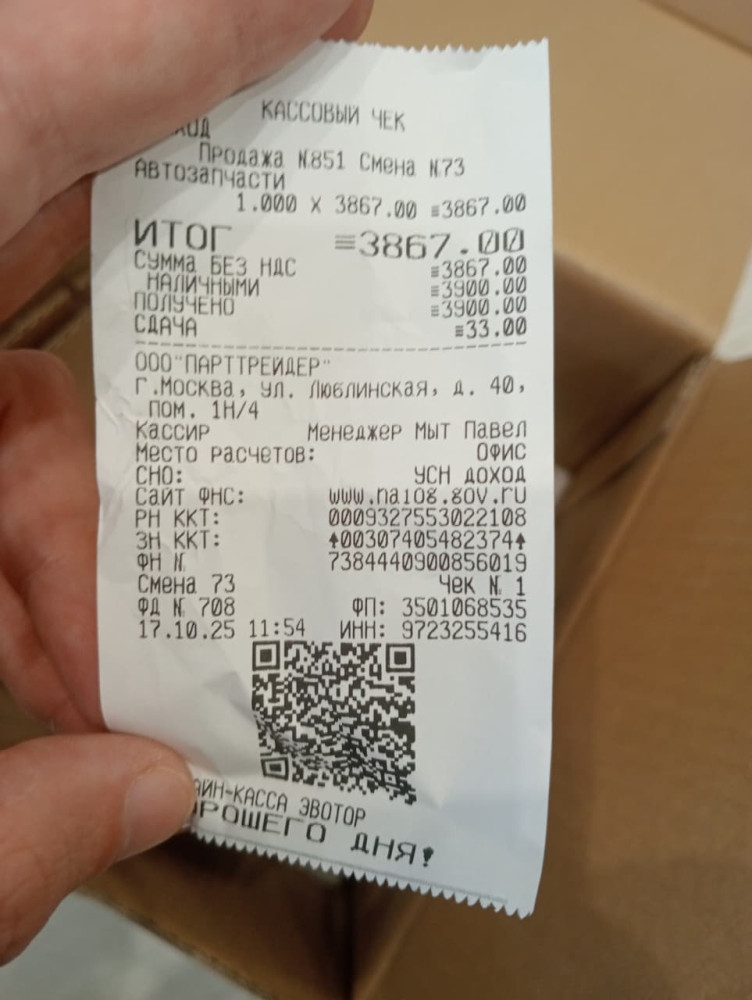 КАССОВЫЙ ЧЕК
Продажа №851 Смена №73
Автозапчасти
1.000 X 3867.00 ≡3867.00
ИТОГ ≡3867.00
СУММА БЕЗ НДС ≡3867.00
НАЛИЧНЫМИ ≡3900.00
ПОЛУЧЕНО ≡3900.00
СДАЧА ≡33.00
ООО"ПАРТТРЕЙДЕР"
Г.Москва, ул. Люблинская, д. 40,
пом. 1Н/4
Кассир Менеджер Мыт Павел
Место расчетов: ОФИС
СНО: УСН ДОХОД
Сайт ФНС: www.nalog.gov.ru
РН ККТ: 0009327553022108
ЗН ККТ: ↑00307405482374↑
ФН № 7384440900856019
Смена 73 Чек № 1
ФД № 708 ФП: 3501068535
17.10.25 11:54 ИНН: 9723255416
ЭВОТОР
ДНЯ!